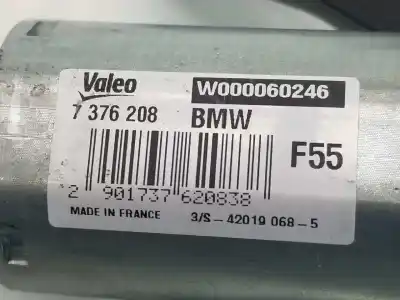 Valeo W000060246
7 376 208 BMW
F55
2 901737 620838
MADE IN FRANCE 3/S-42019 068-5